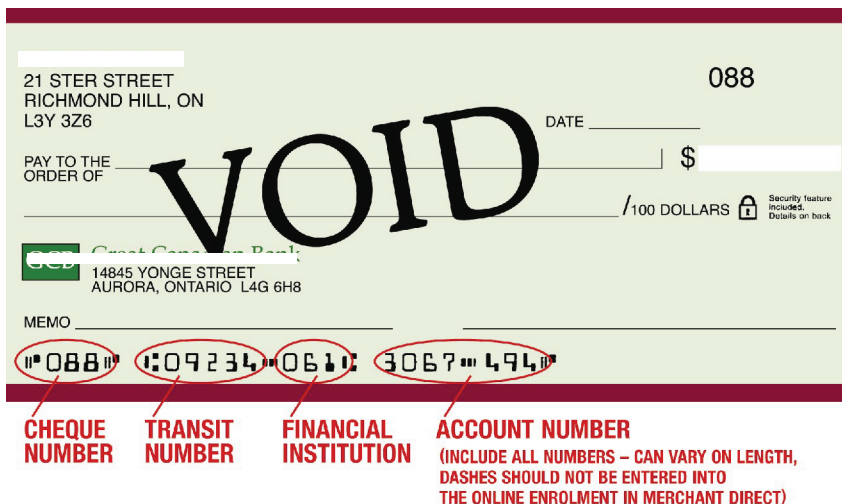 088
21 STER STREET
RICHMOND HILL, ON
L3Y 3Z6
DATE
PAY TO THE
ORDER OF
$
VOID
/100 DOLLARS
Security feature
included.
Details on back
GCB
14845 YONGE STREET
AURORA, ONTARIO L4G 6H8
MEMO
⑈088⑈ ⑆09234⑉061⑆ 3067⑉494⑈
CHEQUE
NUMBER
TRANSIT
NUMBER
FINANCIAL
INSTITUTION
ACCOUNT NUMBER
(INCLUDE ALL NUMBERS – CAN VARY ON LENGTH,
DASHES SHOULD NOT BE ENTERED INTO
THE ONLINE ENROLMENT IN MERCHANT DIRECT)